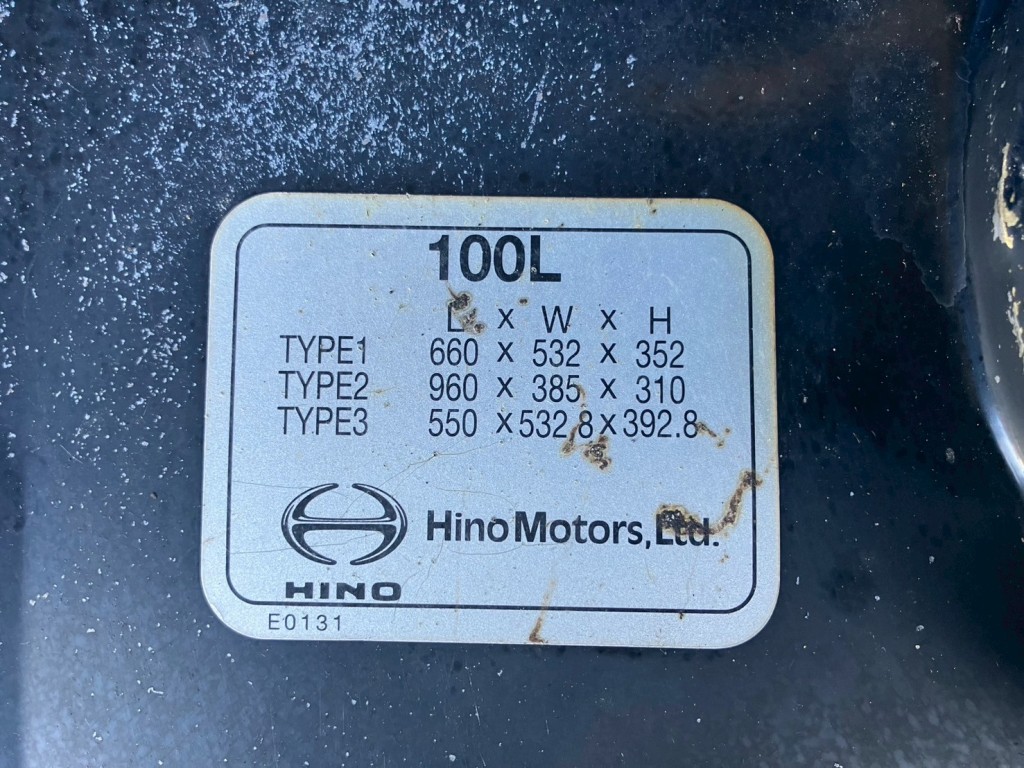 100L
L x W x H
TYPE1 660 x 532 x 352
TYPE2 960 x 385 x 310
TYPE3 550 x 532.8 x 392.8
Hino Motors, Ltd.
HINO
E0131